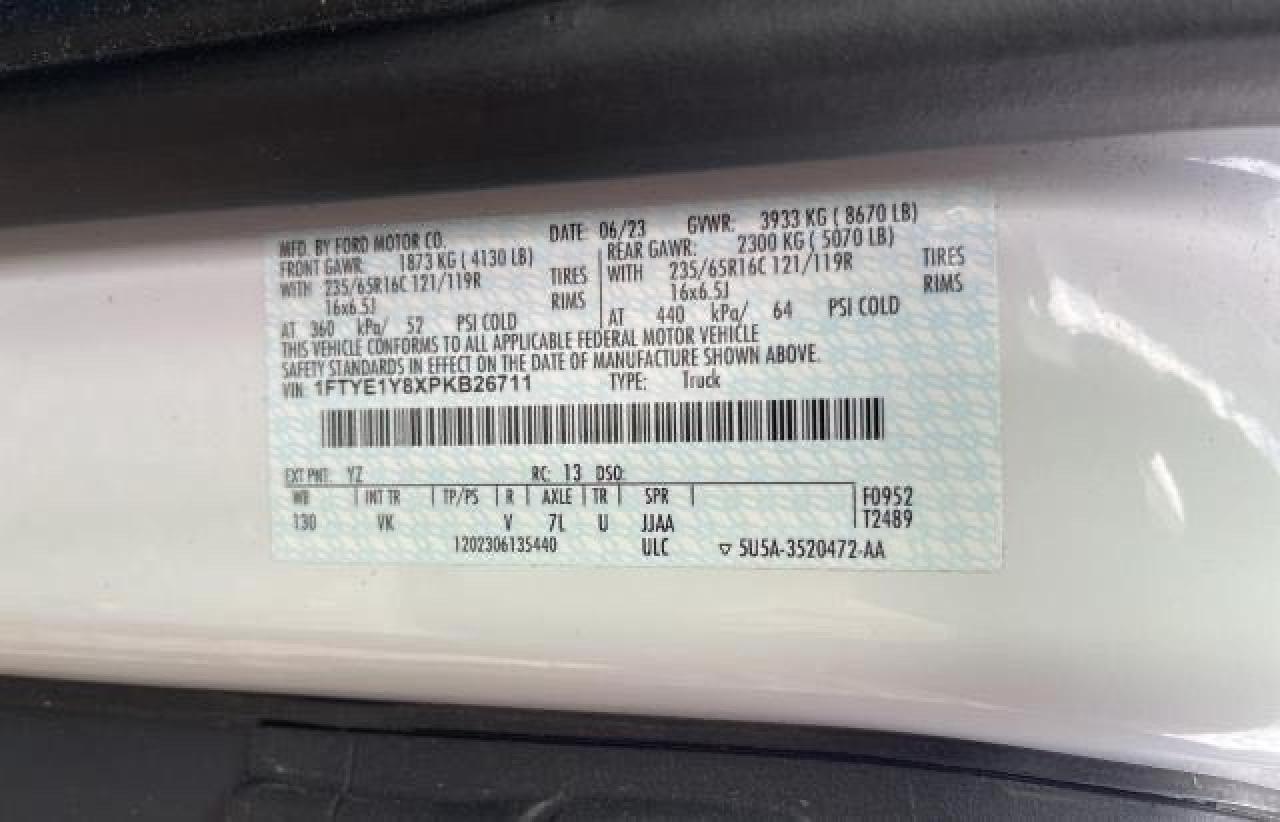 MFD. BY FORD MOTOR CO. DATE: 06/23 GVWR: 3933 KG ( 8670 LB)
FRONT GAWR: 1873 KG ( 4130 LB) REAR GAWR: 2300 KG ( 5070 LB)
WITH 235/65R16C 121/119R TIRES WITH 235/65R16C 121/119R TIRES
16x6.5J RIMS 16x6.5J RIMS
AT 360 kPa/ 52 PSI COLD AT 440 kPa/ 64 PSI COLD
THIS VEHICLE CONFORMS TO ALL APPLICABLE FEDERAL MOTOR VEHICLE
SAFETY STANDARDS IN EFFECT ON THE DATE OF MANUFACTURE SHOWN ABOVE.
VIN: 1FTYE1Y8XPKB26711 TYPE: Truck
EXT PNT: YZ RC: 13 DSO:
WB INT TR TP/PS R AXLE TR SPR F0952
130 VK V 7L U JJAA T2489
1202306135440 ULC ▽ 5U5A-3520472-AA